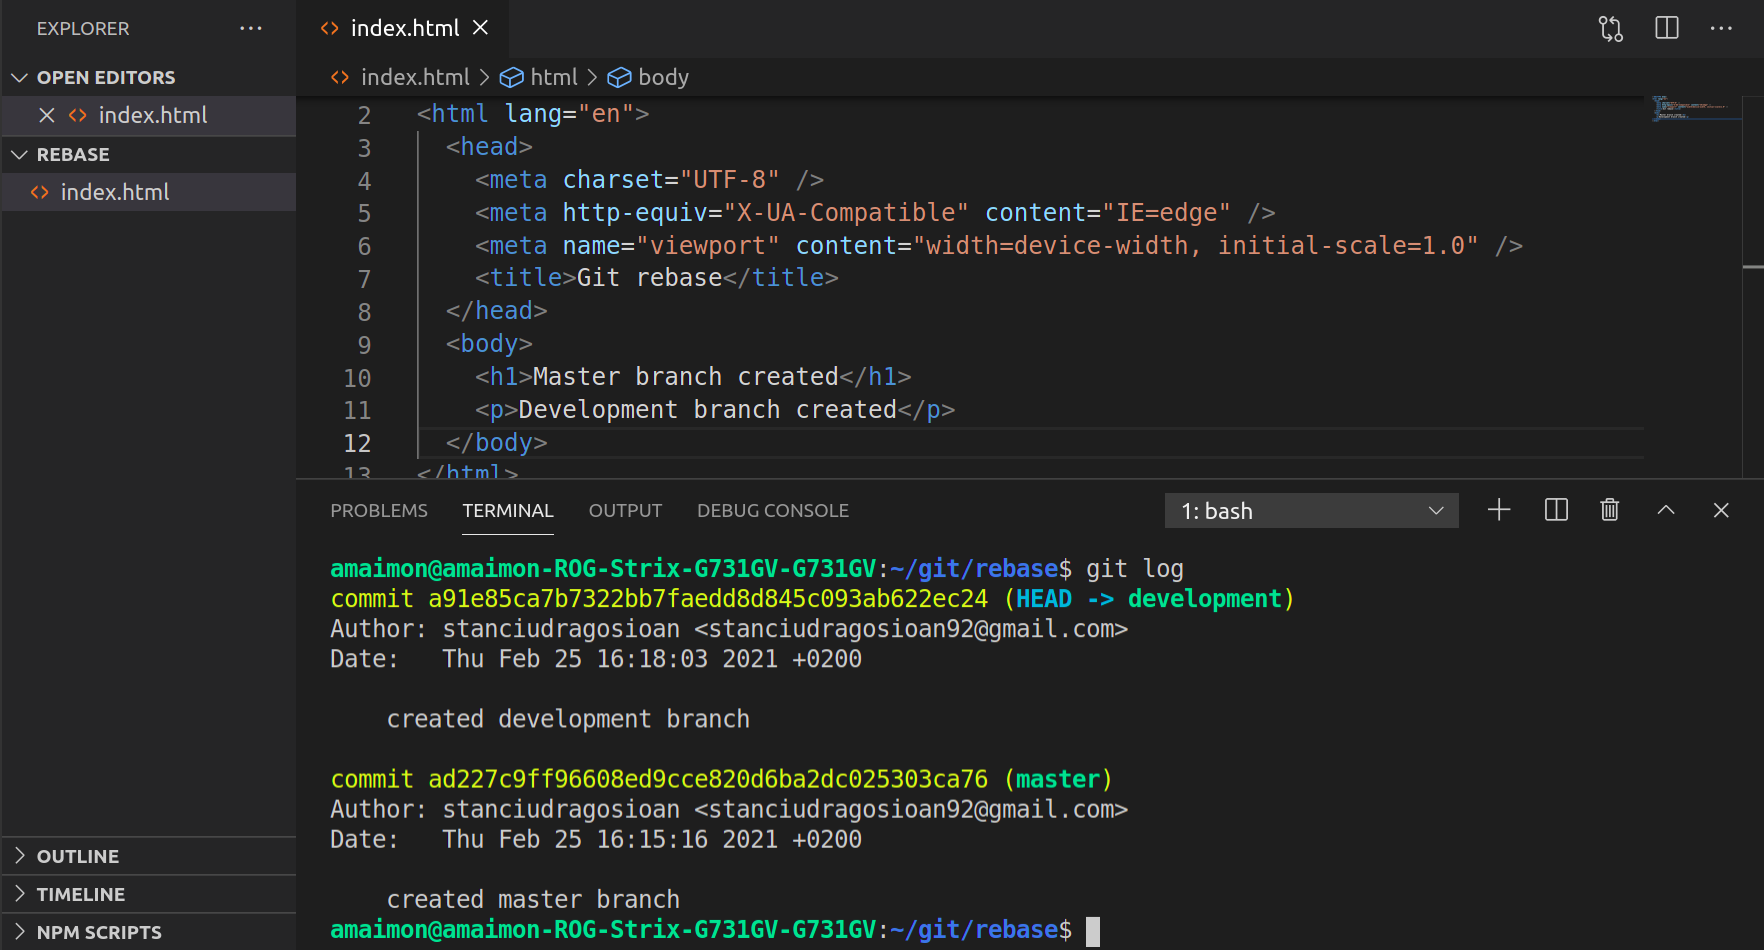 EXPLORER
OPEN EDITORS
index.html
REBASE
index.html
OUTLINE
TIMELINE
NPM SCRIPTS
index.html
index.html html body
2 <html lang="en">
3 <head>
4 <meta charset="UTF-8" />
5 <meta http-equiv="X-UA-Compatible" content="IE=edge" />
6 <meta name="viewport" content="width=device-width, initial-scale=1.0" />
7 <title>Git rebase</title>
8 </head>
9 <body>
10 <h1>Master branch created</h1>
11 <p>Development branch created</p>
12 </body>
13 </html>
PROBLEMS TERMINAL OUTPUT DEBUG CONSOLE 1: bash
amaimon@amaimon-ROG-Strix-G731GV-G731GV:~/git/rebase$ git log
commit a91e85ca7b7322bb7faedd8d845c093ab622ec24 (HEAD -> development)
Author: stanciudragosioan <stanciudragosioan92@gmail.com>
Date:   Thu Feb 25 16:18:03 2021 +0200
created development branch
commit ad227c9ff96608ed9cce820d6ba2dc025303ca76 (master)
Author: stanciudragosioan <stanciudragosioan92@gmail.com>
Date:   Thu Feb 25 16:15:16 2021 +0200
created master branch
amaimon@amaimon-ROG-Strix-G731GV-G731GV:~/git/rebase$